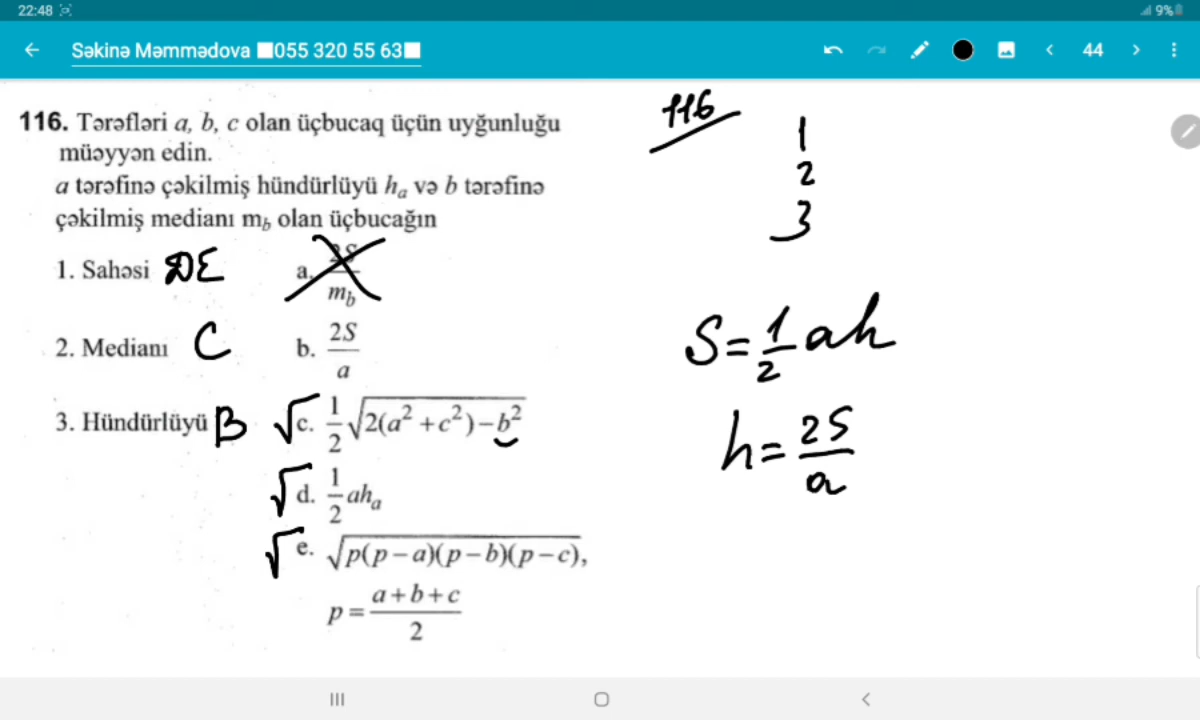 22:48 9%
Səkinə Məmmədova 055 320 55 63 44
116. Tərəfləri a, b, c olan üçbucaq üçün uyğunluğu
müəyyən edin.
a tərəfinə çəkilmiş hündürlüyü hₐ və b tərəfinə
çəkilmiş medianı m_b olan üçbucağın
1. Sahəsi DE a. 2S/m_b
2. Medianı C b. 2S/a
3. Hündürlüyü B √ c. 1/2 √(2(a² + c²) – b²)
√ d. 1/2 ahₐ
√ e. √(p(p – a)(p – b)(p – c)),
p = (a + b + c)/2
116
1
2
3
S = 1/2 ah
h = 2S/a